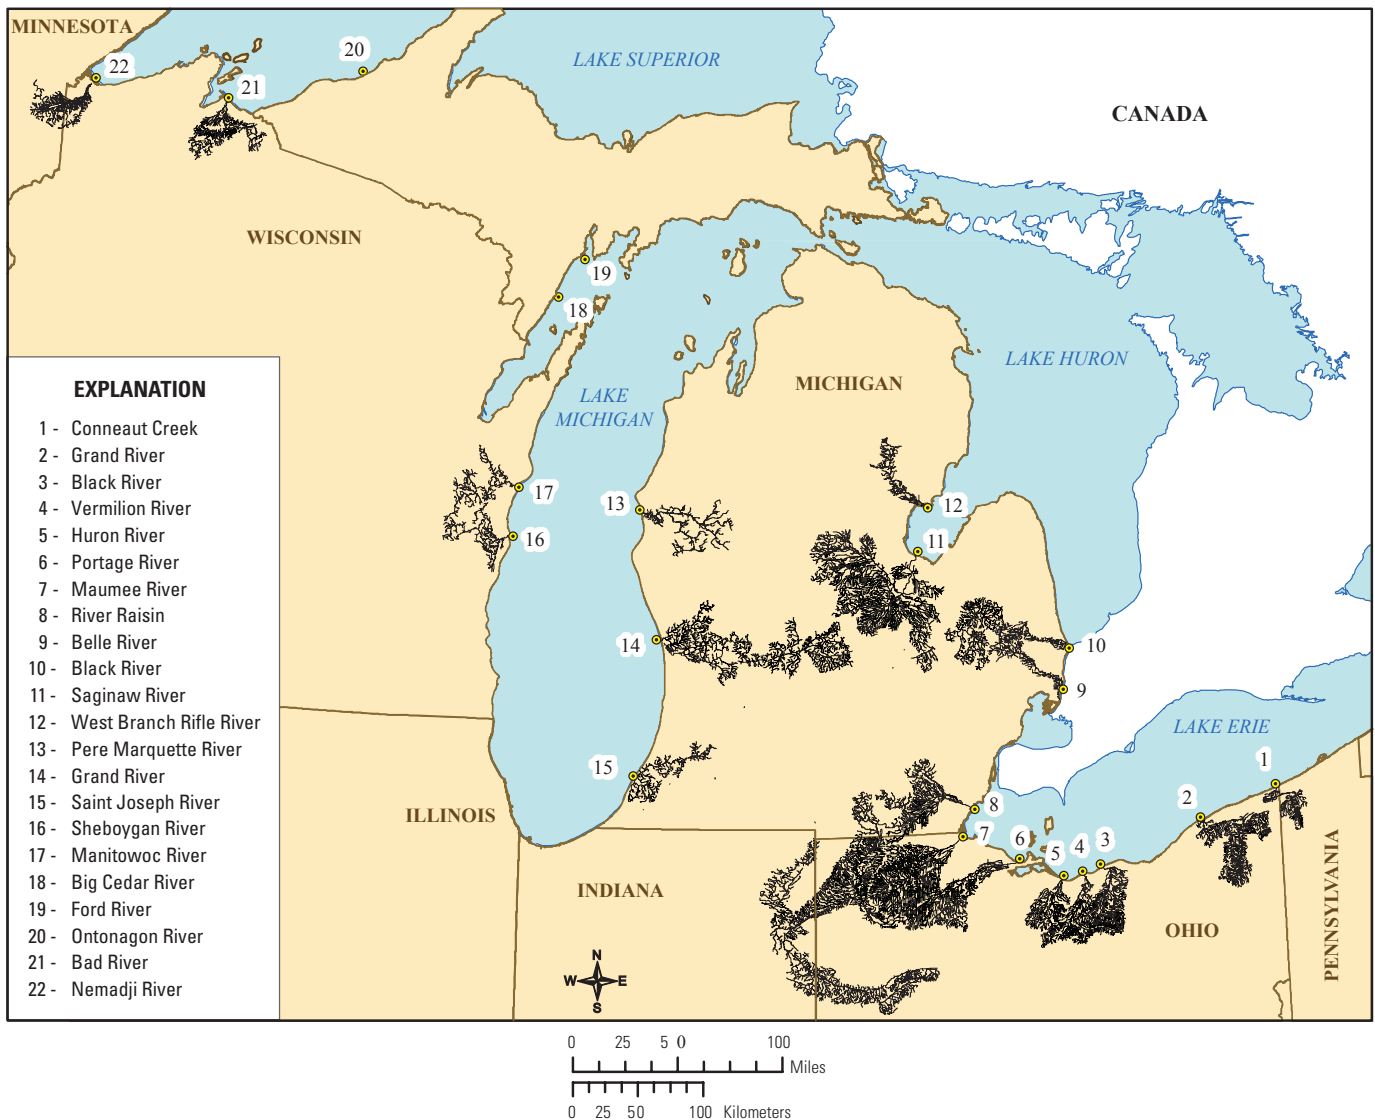 MINNESOTA
20
22
LAKE SUPERIOR
21
CANADA
WISCONSIN
19
18
LAKE HURON
MICHIGAN
LAKE
MICHIGAN
EXPLANATION
1 - Conneaut Creek
2 - Grand River
3 - Black River
4 - Vermilion River
5 - Huron River
6 - Portage River
7 - Maumee River
8 - River Raisin
9 - Belle River
10 - Black River
11 - Saginaw River
12 - West Branch Rifle River
13 - Pere Marquette River
14 - Grand River
15 - Saint Joseph River
16 - Sheboygan River
17 - Manitowoc River
18 - Big Cedar River
19 - Ford River
20 - Ontonagon River
21 - Bad River
22 - Nemadji River
17
13
12
16
11
14
10
9
LAKE ERIE
15
1
2
8
ILLINOIS
7
6
5
4
3
INDIANA
OHIO
PENNSYLVANIA
N
W E
S
0 25 5 0 100
Miles
0 25 50 100 Kilometers